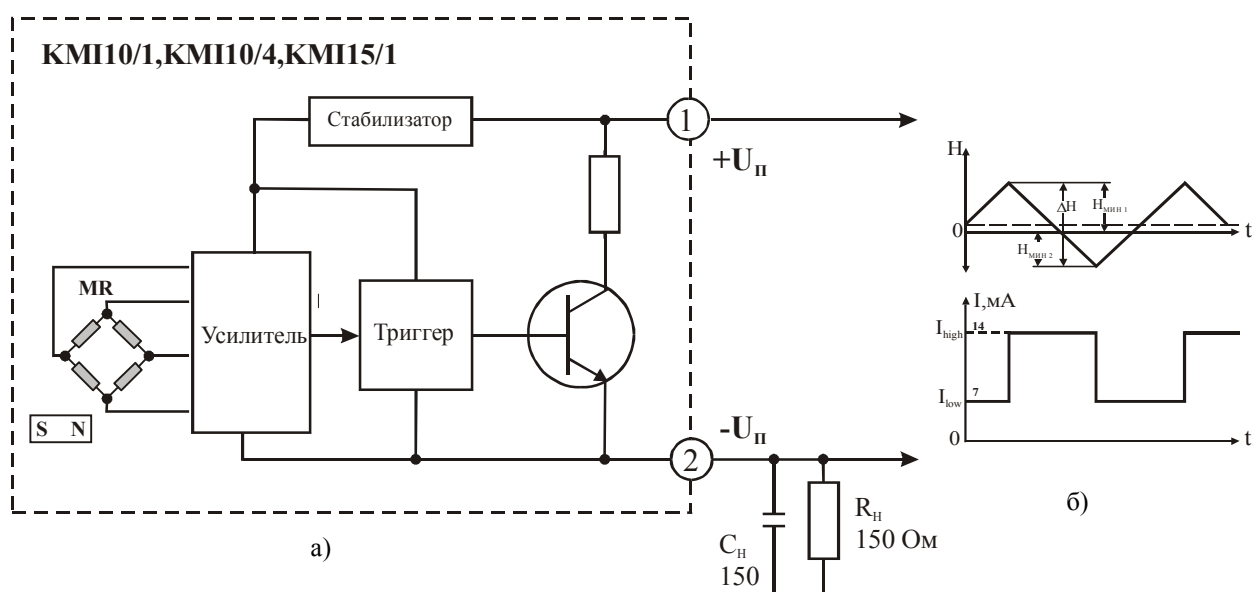 KMI10/1,KMI10/4,KMI15/1
Стабилизатор
1
+Uп
MR
Усилитель
Триггер
S N
-Uп
2
Cн
150
Rн
150 Ом
а)
H
ΔH
Hмин 1
0
t
Hмин 2
I,мА
Ihigh 14
Ilow 7
0
t
б)